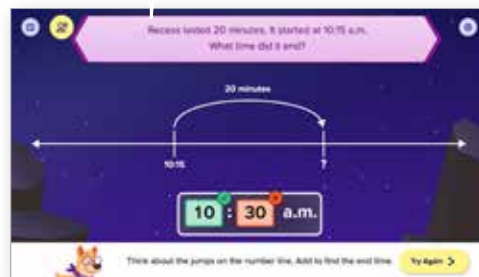 Recess lasted 20 minutes. It started at 10:15 a.m.
What time did it end?
20 minutes
10:15
?
10 : 30 a.m.
Think about the jumps on the number line. Add to find the end time.
Try Again